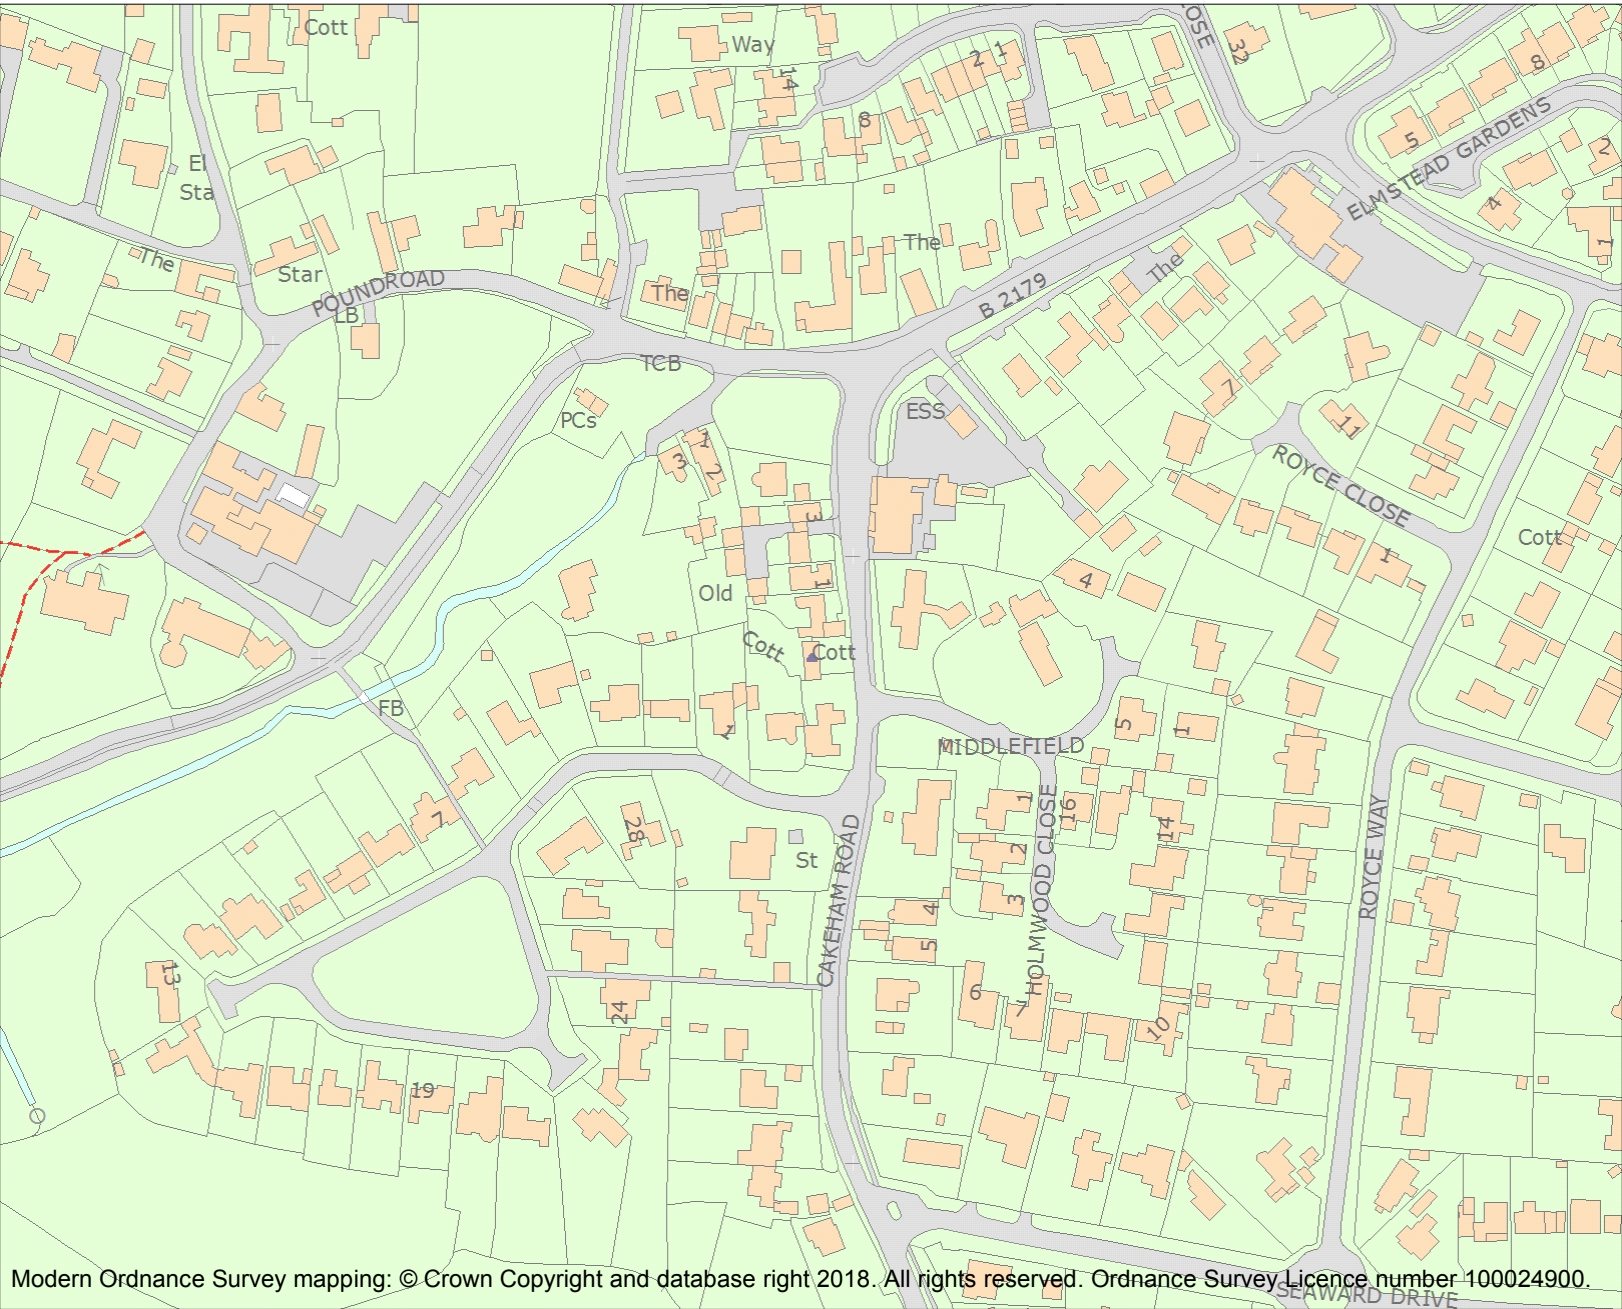 Cott
Way
14
2 1
8
LOSE
32
8
5
ELMSTEAD GARDENS
2
4
1
El
Sta
The
Star
POUNDROAD
LB
The
The
The
B 2179
TCB
PCs
ESS
1
3
2
7
11
ROYCE CLOSE
3
1
Cott
Old
1
4
Cott
Cott
FB
1
MIDDLEFIELD
5
1
7
28
St
1
16
14
2
3
4
5
HOLMWOOD CLOSE
CAKEHAM ROAD
ROYCE WAY
13
24
6
7
10
19
SEAWARD DRIVE
Modern Ordnance Survey mapping: © Crown Copyright and database right 2018. All rights reserved. Ordnance Survey Licence number 100024900.